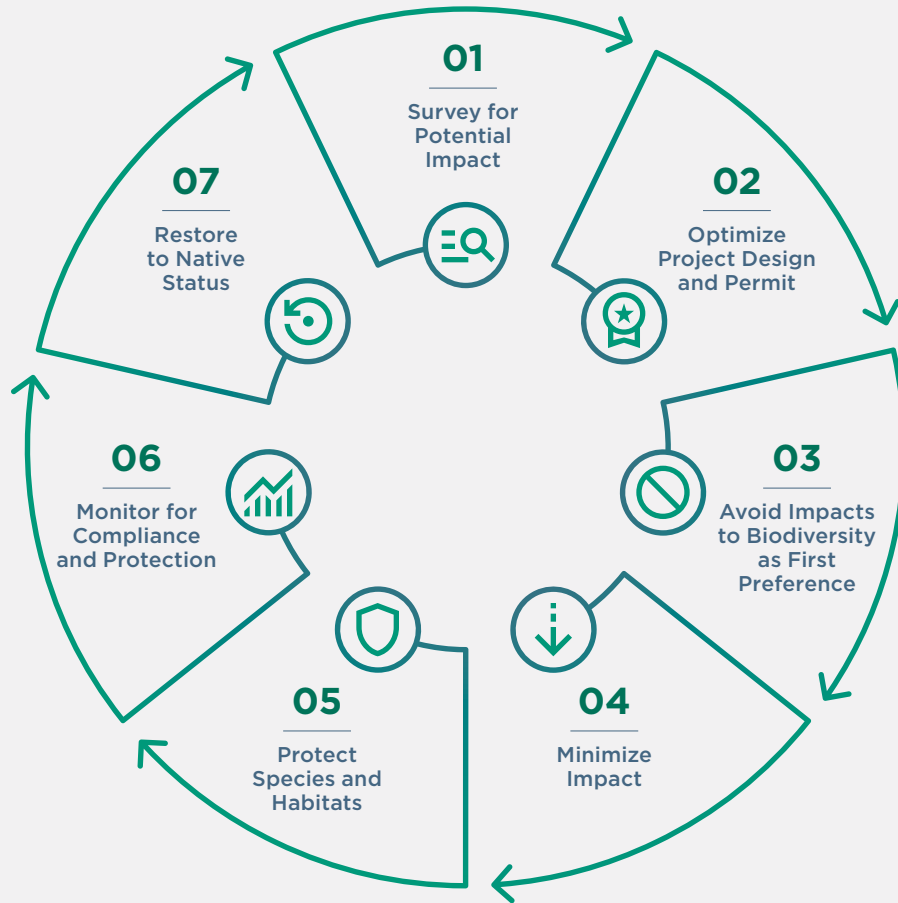 01
Survey for
Potential
Impact
02
Optimize
Project Design
and Permit
03
Avoid Impacts
to Biodiversity
as First
Preference
04
Minimize
Impact
05
Protect
Species and
Habitats
06
Monitor for
Compliance
and Protection
07
Restore
to Native
Status